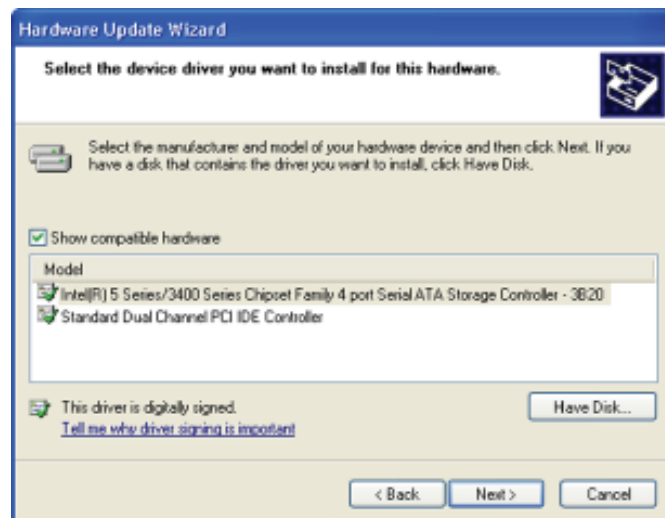 Hardware Update Wizard
Select the device driver you want to install for this hardware.
Select the manufacturer and model of your hardware device and then click Next. If you
have a disk that contains the driver you want to install, click Have Disk.
Show compatible hardware
Model
Intel(R) 5 Series/3400 Series Chipset Family 4 port Serial ATA Storage Controller - 3B20
Standard Dual Channel PCI IDE Controller
This driver is digitally signed.
Have Disk...
Tell me why driver signing is important
< Back
Next >
Cancel